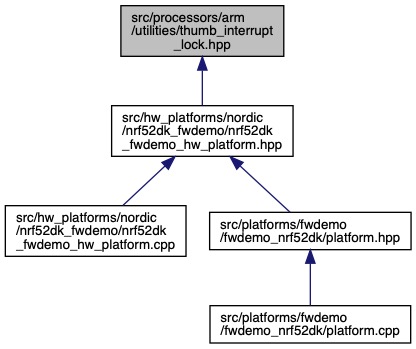 src/processors/arm
/utilities/thumb_interrupt
_lock.hpp
src/hw_platforms/nordic
/nrf52dk_fwdemo/nrf52dk
_fwdemo_hw_platform.hpp
src/hw_platforms/nordic
/nrf52dk_fwdemo/nrf52dk
_fwdemo_hw_platform.cpp
src/platforms/fwdemo
/fwdemo_nrf52dk/platform.hpp
src/platforms/fwdemo
/fwdemo_nrf52dk/platform.cpp